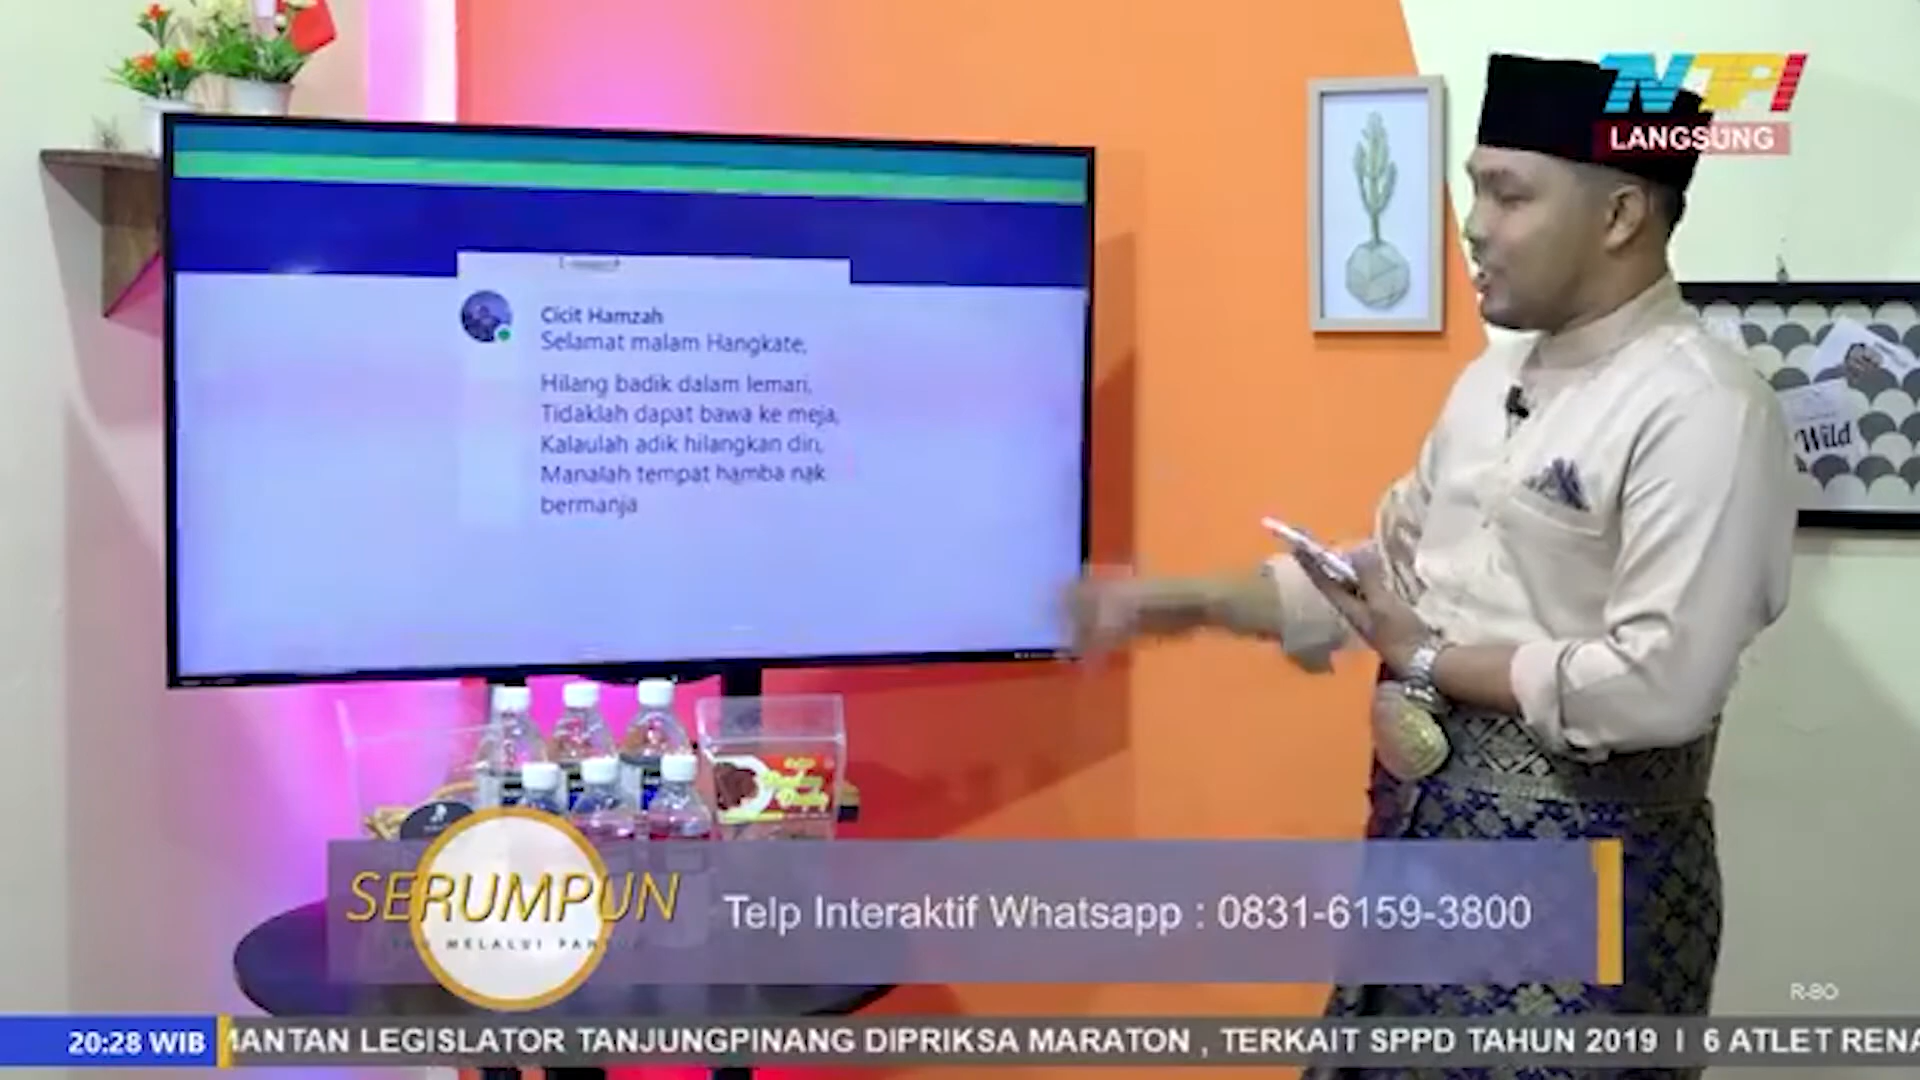 TVTPI
LANGSUNG
Cicit Hamzah
Selamat malam Hangkate,
Hilang badik dalam lemari,
Tidaklah dapat bawa ke meja,
Kalaulah adik hilangkan diri,
Manalah tempat hamba nak
bermanja
Wild
SERUMPUN
MELALUI
Telp Interaktif Whatsapp : 0831-6159-3800
R-BO
20:28 WIB
MANTAN LEGISLATOR TANJUNGPINANG DIPRIKSA MARATON , TERKAIT SPPD TAHUN 2019 I 6 ATLET RENA